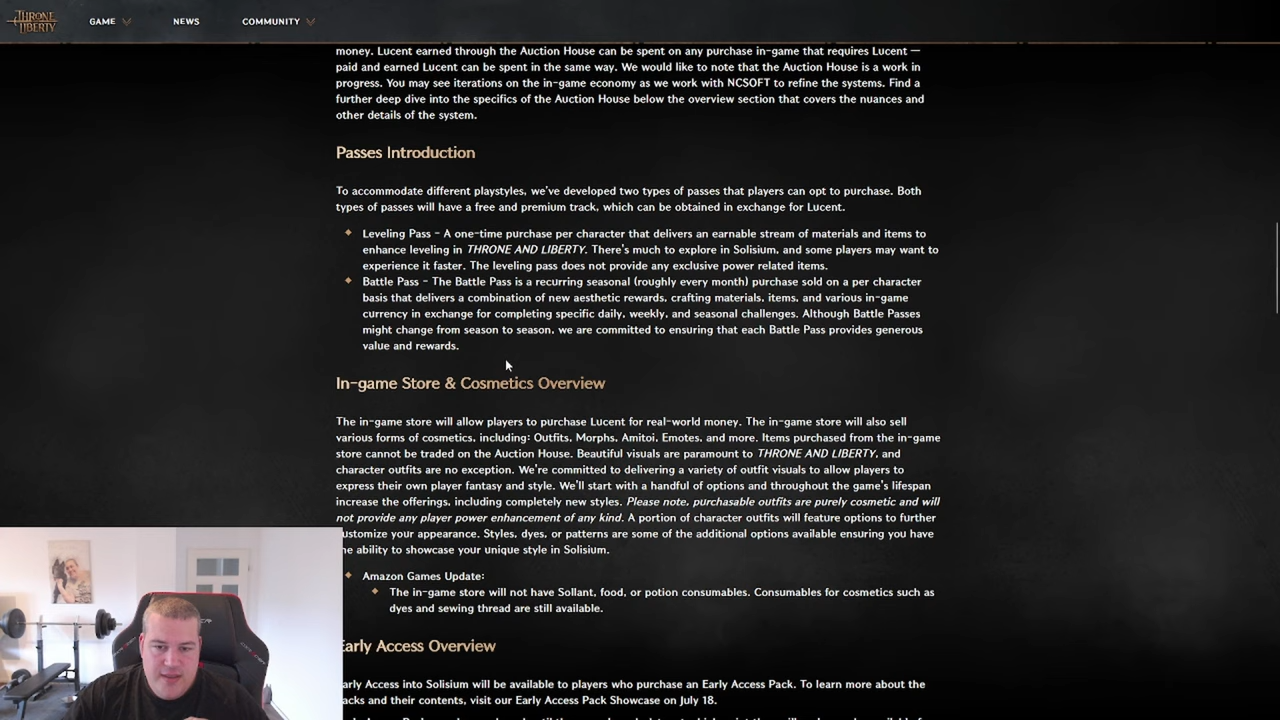 THRONE
LIBERTY
GAME
NEWS
COMMUNITY
money. Lucent earned through the Auction House can be spent on any purchase in-game that requires Lucent —
paid and earned Lucent can be spent in the same way. We would like to note that the Auction House is a work in
progress. You may see iterations on the in-game economy as we work with NCSOFT to refine the systems. Find a
further deep dive into the specifics of the Auction House below the overview section that covers the nuances and
other details of the system.
Passes Introduction
To accommodate different playstyles, we've developed two types of passes that players can opt to purchase. Both
types of passes will have a free and premium track, which can be obtained in exchange for Lucent.
Leveling Pass - A one-time purchase per character that delivers an earnable stream of materials and items to
enhance leveling in THRONE AND LIBERTY. There's much to explore in Solisium, and some players may want to
experience it faster. The leveling pass does not provide any exclusive power related items.
Battle Pass - The Battle Pass is a recurring seasonal (roughly every month) purchase sold on a per character
basis that delivers a combination of new aesthetic rewards, crafting materials, items, and various in-game
currency in exchange for completing specific daily, weekly, and seasonal challenges. Although Battle Passes
might change from season to season, we are committed to ensuring that each Battle Pass provides generous
value and rewards.
In-game Store & Cosmetics Overview
The in-game store will allow players to purchase Lucent for real-world money. The in-game store will also sell
various forms of cosmetics, including: Outfits, Morphs, Amitoi, Emotes, and more. Items purchased from the in-game
store cannot be traded on the Auction House. Beautiful visuals are paramount to THRONE AND LIBERTY, and
character outfits are no exception. We're committed to delivering a variety of outfit visuals to allow players to
express their own player fantasy and style. We'll start with a handful of options and throughout the game's lifespan
increase the offerings, including completely new styles. Please note, purchasable outfits are purely cosmetic and will
not provide any player power enhancement of any kind. A portion of character outfits will feature options to further
customize your appearance. Styles, dyes, or patterns are some of the additional options available ensuring you have
he ability to showcase your unique style in Solisium.
Amazon Games Update:
The in-game store will not have Sollant, food, or potion consumables. Consumables for cosmetics such as
dyes and sewing thread are still available.
Early Access Overview
arly Access into Solisium will be available to players who purchase an Early Access Pack. To learn more about the
acks and their contents, visit our Early Access Pack Showcase on July 18.